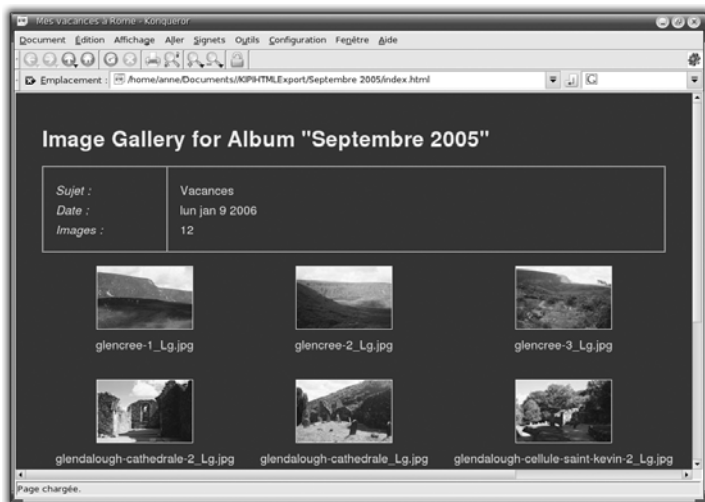 Mes vacances à Rome - Konqueror
Document Édition Affichage Aller Signets Outils Configuration Fenêtre Aide
Emplacement : /home/anne/Documents//KIPIHTMLExport/Septembre 2005/index.html
Image Gallery for Album "Septembre 2005"
Sujet : Vacances
Date : lun jan 9 2006
Images : 12
glencree-1_Lg.jpg glencree-2_Lg.jpg glencree-3_Lg.jpg
glendalough-cathedrale-2_Lg.jpg glendalough-cathedrale_Lg.jpg glendalough-cellule-saint-kevin-2_Lg.jpg
Page chargée.